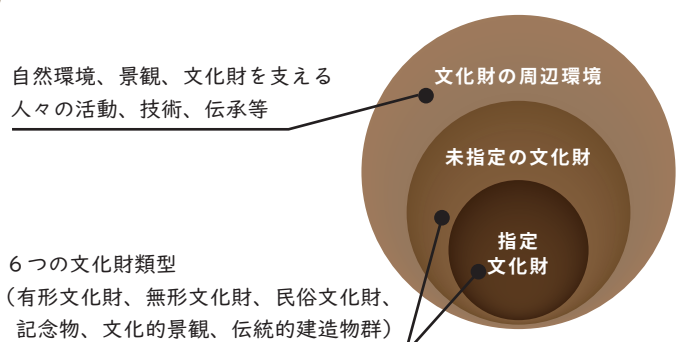 自然環境、景観、文化財を支える
人々の活動、技術、伝承等
文化財の周辺環境
未指定の文化財
指定
文化財
6つの文化財類型
（有形文化財、無形文化財、民俗文化財、
記念物、文化的景観、伝統的建造物群）